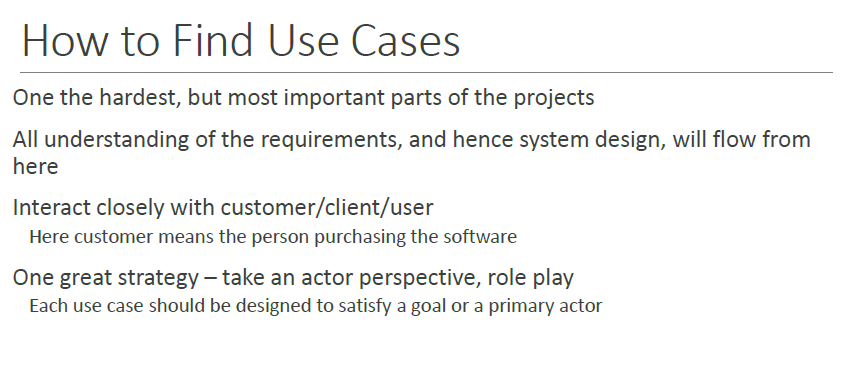 How to Find Use Cases
One the hardest, but most important parts of the projects
All understanding of the requirements, and hence system design, will flow from
here
Interact closely with customer/client/user
Here customer means the person purchasing the software
One great strategy – take an actor perspective, role play
Each use case should be designed to satisfy a goal or a primary actor